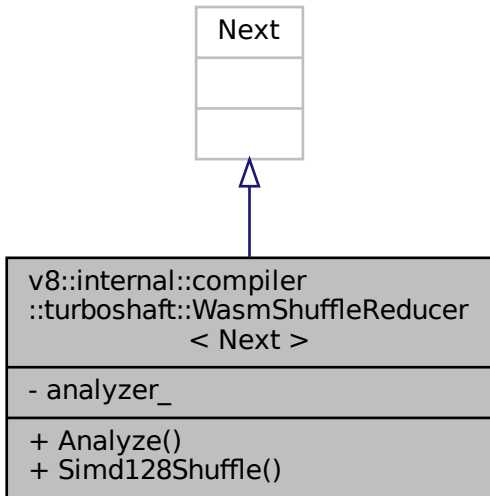 Next
v8::internal::compiler
::turboshaft::WasmShuffleReducer
< Next >
- analyzer_
+ Analyze()
+ Simd128Shuffle()